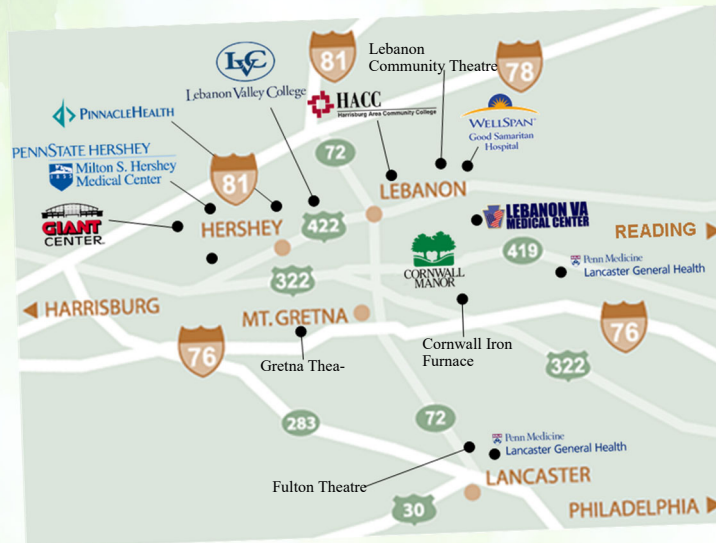 81
78
Lebanon
Community Theatre
LVC
Lebanon Valley College
HACC
Harrisburg Area Community College
WELLSPAN
Good Samaritan
Hospital
PINNACLEHEALTH
72
PENNSTATE HERSHEY
Milton S. Hershey
Medical Center
81
LEBANON
GIANT
CENTER
HERSHEY
422
LEBANON VA
MEDICAL CENTER
READING
419
Penn Medicine
Lancaster General Health
CORNWALL
MANOR
322
HARRISBURG
MT. GRETNA
76
76
Gretna Thea-
Cornwall Iron
Furnace
322
283
72
Penn Medicine
Lancaster General Health
LANCASTER
Fulton Theatre
30
PHILADELPHIA